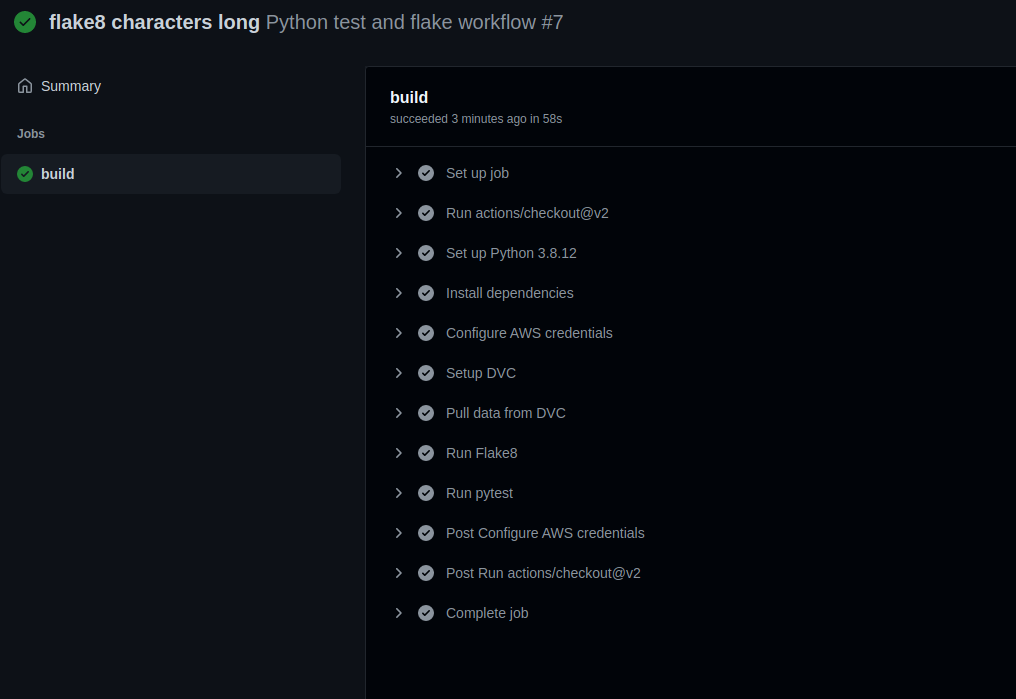 flake8 characters long Python test and flake workflow #7
Summary
Jobs
build
build
succeeded 3 minutes ago in 58s
Set up job
Run actions/checkout@v2
Set up Python 3.8.12
Install dependencies
Configure AWS credentials
Setup DVC
Pull data from DVC
Run Flake8
Run pytest
Post Configure AWS credentials
Post Run actions/checkout@v2
Complete job